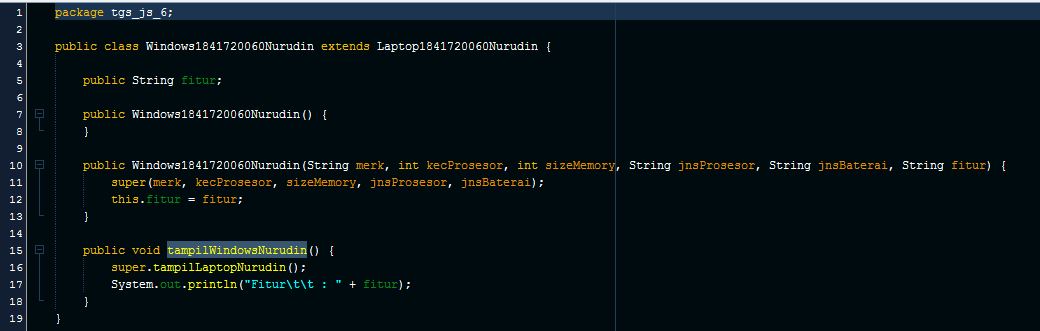 1 package tgs_js_6;
2
3 public class Windows1841720060Nurudin extends Laptop1841720060Nurudin {
4
5 public String fitur;
6
7 public Windows1841720060Nurudin() {
8 }
9
10 public Windows1841720060Nurudin(String merk, int kecProsesor, int sizeMemory, String jnsProsesor, String jnsBaterai, String fitur) {
11 super(merk, kecProsesor, sizeMemory, jnsProsesor, jnsBaterai);
12 this.fitur = fitur;
13 }
14
15 public void tampilWindowsNurudin() {
16 super.tampilLaptopNurudin();
17 System.out.println("Fitur\t\t : " + fitur);
18 }
19 }